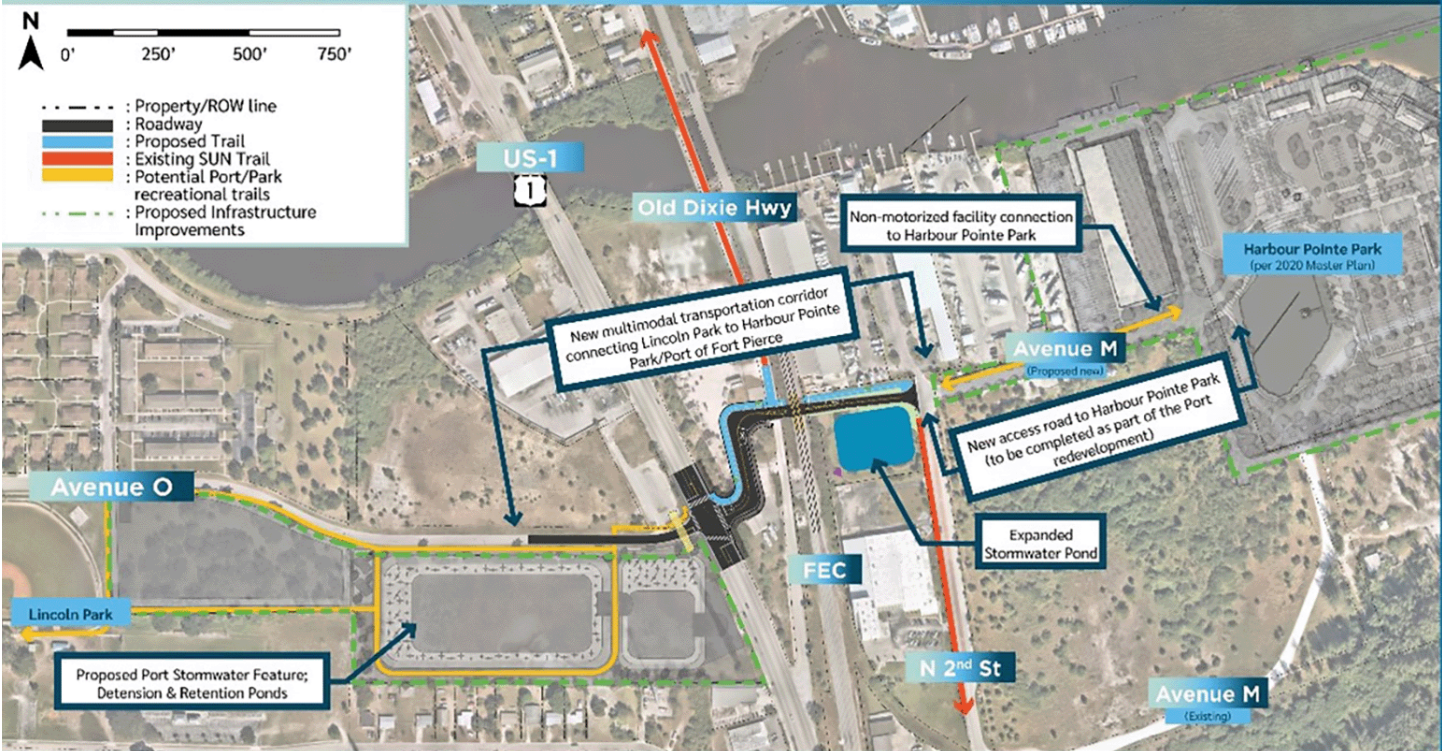 N
0' 250' 500' 750'
: Property/ROW line
: Roadway
: Proposed Trail
: Existing SUN Trail
: Potential Port/Park
recreational trails
: Proposed Infrastructure
Improvements
US-1
1
Old Dixie Hwy
Non-motorized facility connection
to Harbour Pointe Park
Harbour Pointe Park
(per 2020 Master Plan)
New multimodal transportation corridor
connecting Lincoln Park to Harbour Pointe
Park/Port of Fort Pierce
Avenue M
(Proposed new)
New access road to Harbour Pointe Park
(to be completed as part of the Port
redevelopment)
Avenue O
Expanded
Stormwater Pond
FEC
Lincoln Park
Proposed Port Stormwater Feature;
Detension & Retention Ponds
N 2nd St
Avenue M
(Existing)